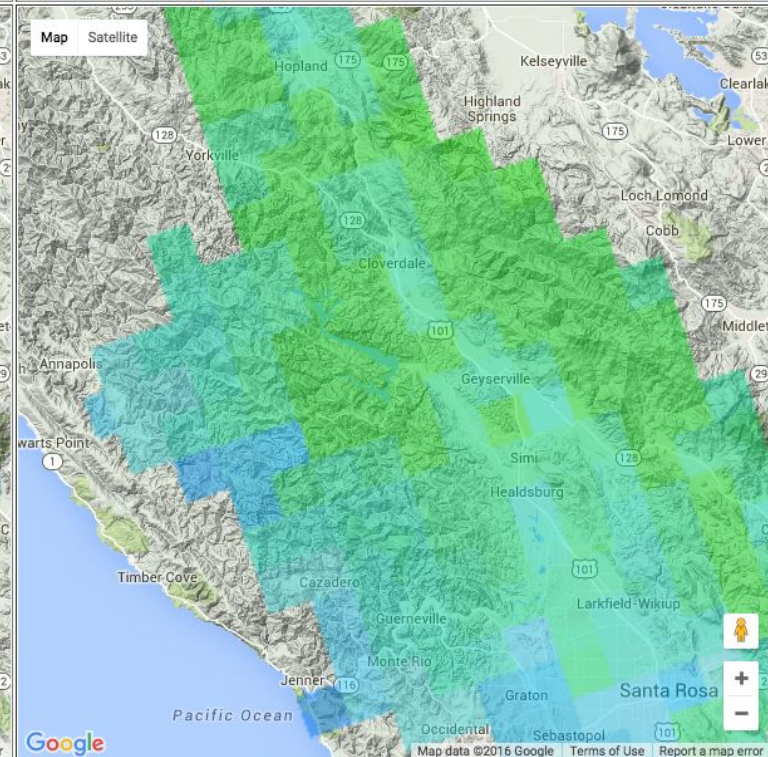 Map Satellite
101
Hopland
175
175
Kelseyville
53
Clearlak
Highland
Springs
128
175
Lower
Yorkville
Loch Lomond
128
Cobb
Cloverdale
175
101
Middlet
Annapolis
Geyserville
29
warts Point
1
Simi
128
Healdsburg
101
Timber Cove
Cazadero
Larkfield-Wikiup
Guerneville
Monte Rio
Jenner
116
Graton
Santa Rosa
Pacific Ocean
Occidental
Sebastopol
101
Google
Map data ©2016 Google Terms of Use Report a map error